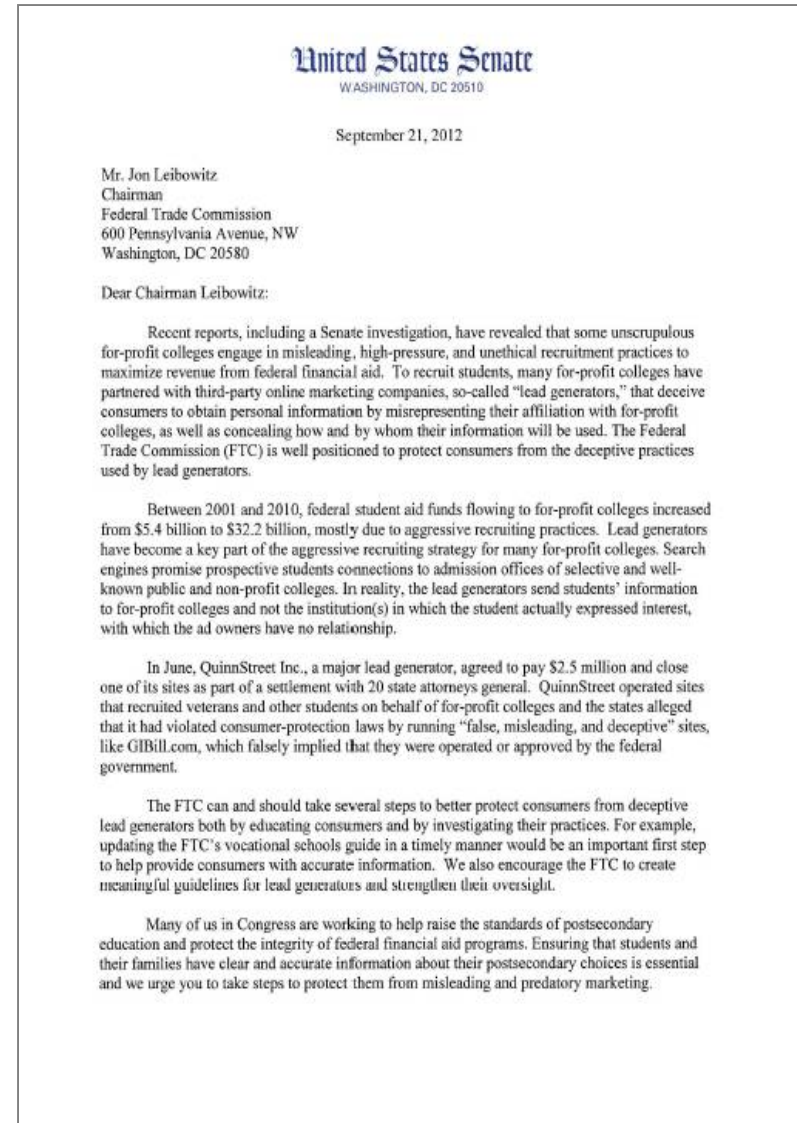 United States Senate
WASHINGTON, DC 20510
September 21, 2012
Mr. Jon Leibowitz
Chairman
Federal Trade Commission
600 Pennsylvania Avenue, NW
Washington, DC 20580
Dear Chairman Leibowitz:
Recent reports, including a Senate investigation, have revealed that some unscrupulous
for-profit colleges engage in misleading, high-pressure, and unethical recruitment practices to
maximize revenue from federal financial aid. To recruit students, many for-profit colleges have
partnered with third-party online marketing companies, so-called “lead generators,” that deceive
consumers to obtain personal information by misrepresenting their affiliation with for-profit
colleges, as well as concealing how and by whom their information will be used. The Federal
Trade Commission (FTC) is well positioned to protect consumers from the deceptive practices
used by lead generators.
Between 2001 and 2010, federal student aid funds flowing to for-profit colleges increased
from $5.4 billion to $32.2 billion, mostly due to aggressive recruiting practices. Lead generators
have become a key part of the aggressive recruiting strategy for many for-profit colleges. Search
engines promise prospective students connections to admission offices of selective and well-
known public and non-profit colleges. In reality, the lead generators send students’ information
to for-profit colleges and not the institution(s) in which the student actually expressed interest,
with which the ad owners have no relationship.
In June, QuinnStreet Inc., a major lead generator, agreed to pay $2.5 million and close
one of its sites as part of a settlement with 20 state attorneys general. QuinnStreet operated sites
that recruited veterans and other students on behalf of for-profit colleges and the states alleged
that it had violated consumer-protection laws by running “false, misleading, and deceptive” sites,
like GIBill.com, which falsely implied that they were operated or approved by the federal
government.
The FTC can and should take several steps to better protect consumers from deceptive
lead generators both by educating consumers and by investigating their practices. For example,
updating the FTC’s vocational schools guide in a timely manner would be an important first step
to help provide consumers with accurate information. We also encourage the FTC to create
meaningful guidelines for lead generators and strengthen their oversight.
Many of us in Congress are working to help raise the standards of postsecondary
education and protect the integrity of federal financial aid programs. Ensuring that students and
their families have clear and accurate information about their postsecondary choices is essential
and we urge you to take steps to protect them from misleading and predatory marketing.